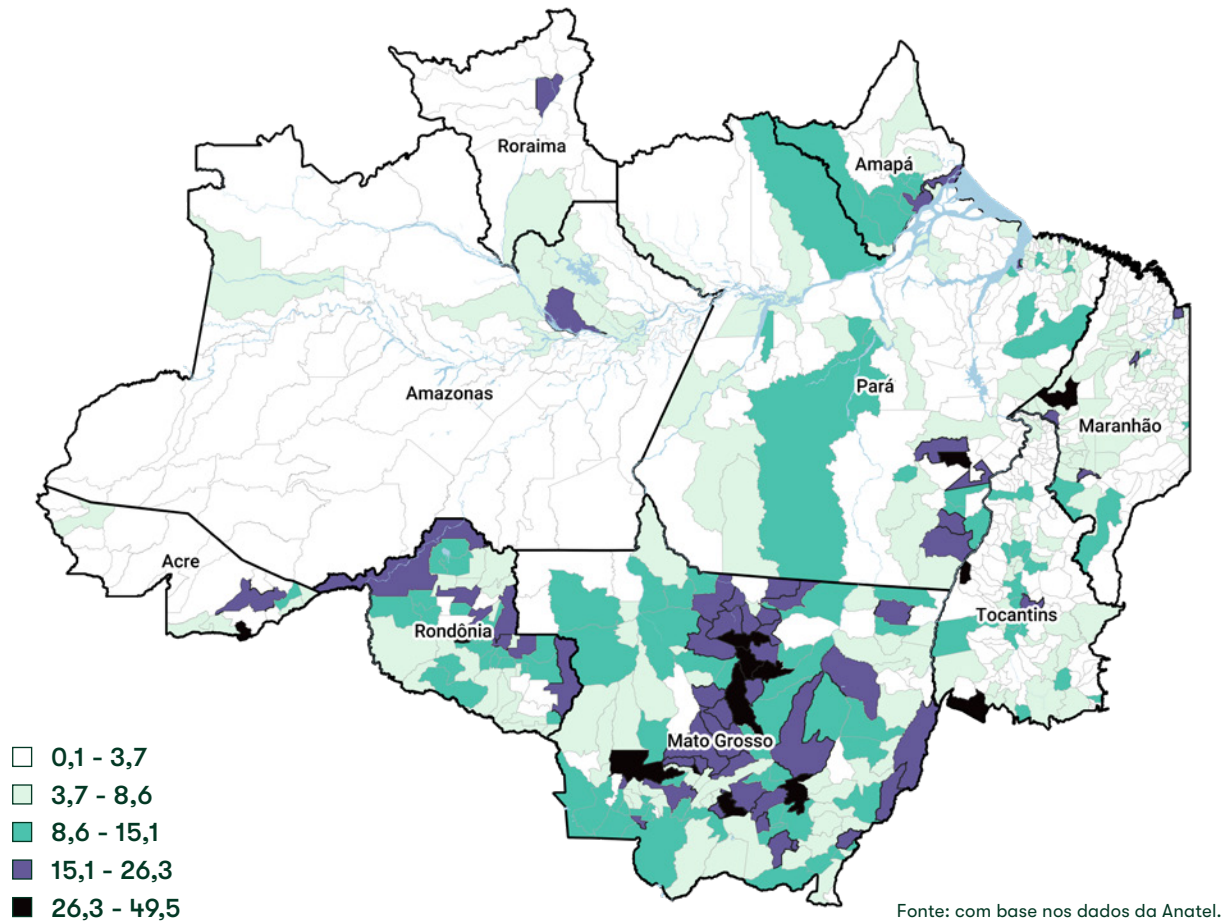 Roraima
Amapá
Amazonas
Pará
Maranhão
Acre
Rondônia
Tocantins
Mato Grosso
0,1 - 3,7
3,7 - 8,6
8,6 - 15,1
15,1 - 26,3
26,3 - 49,5
Fonte: com base nos dados da Anatel.